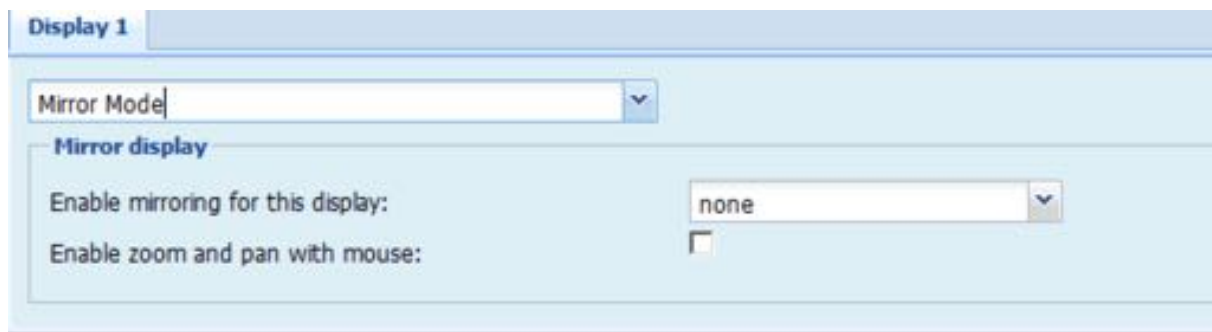 Display 1
Mirror Mode
Mirror display
Enable mirroring for this display: none
Enable zoom and pan with mouse: